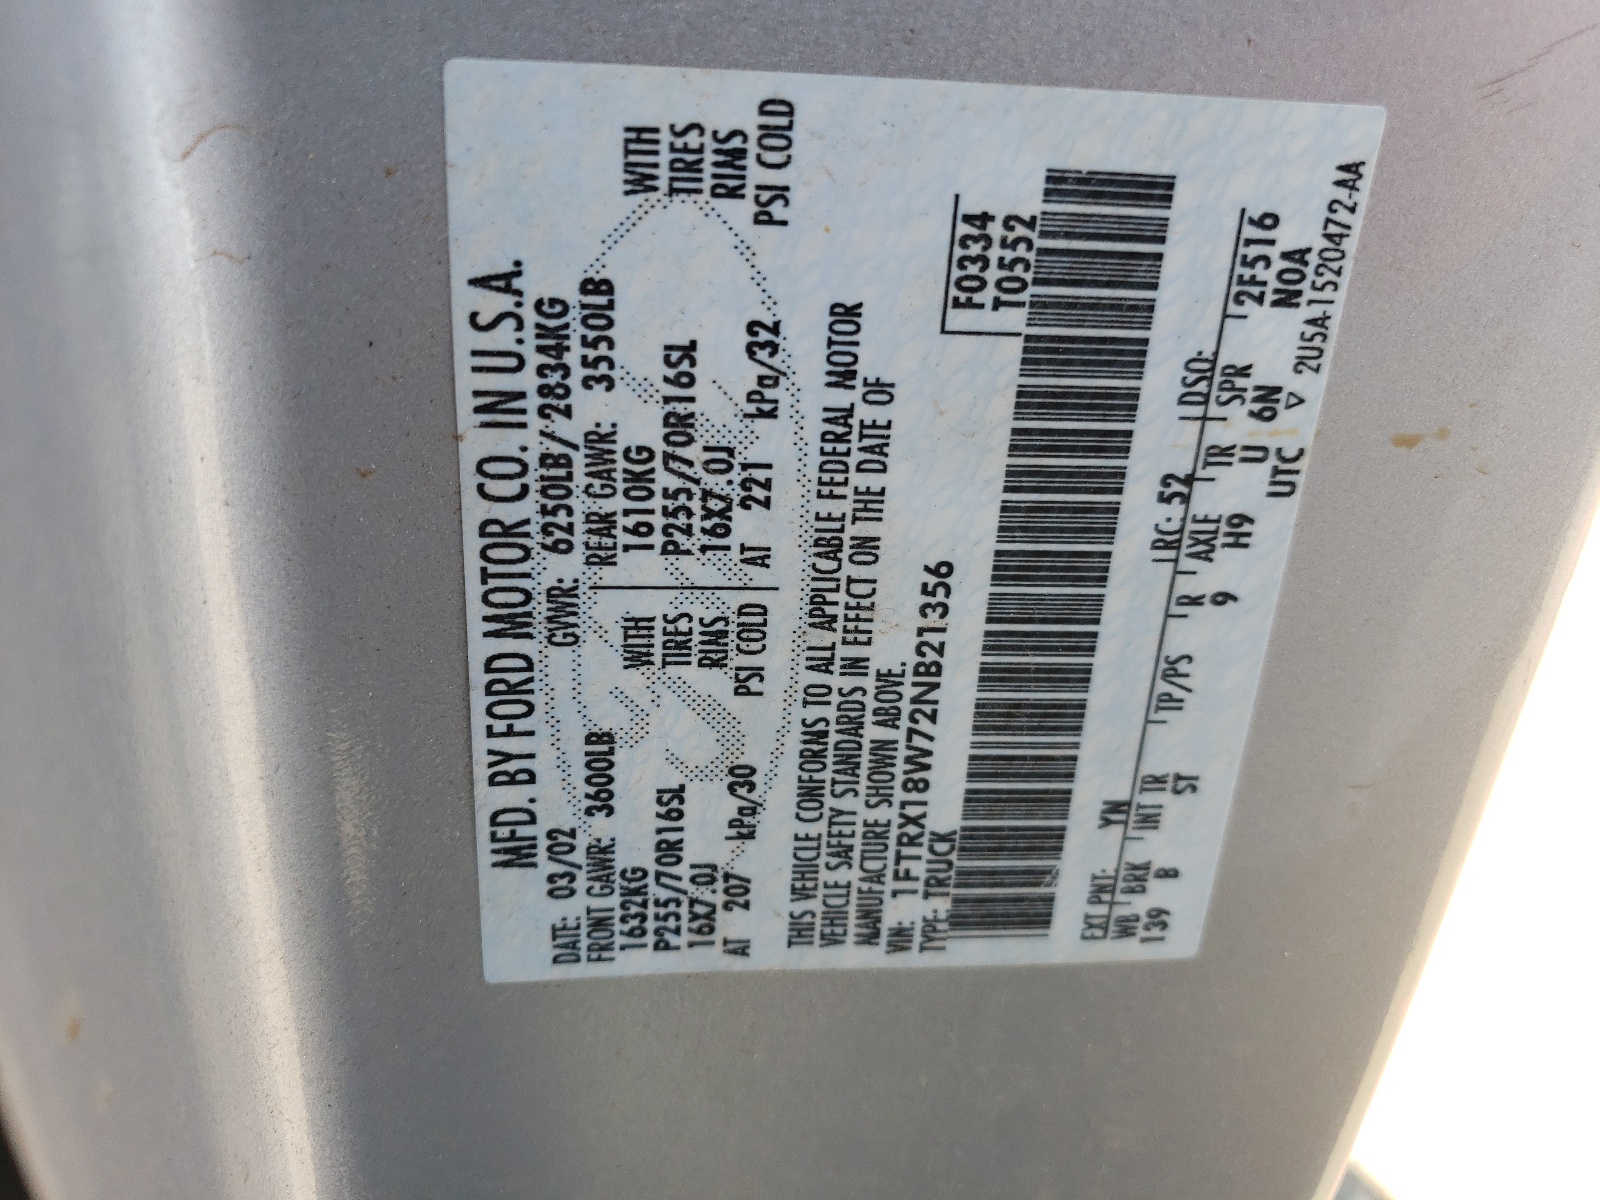 MFD. BY FORD MOTOR CO. IN U.S.A.
DATE: 03/02 GVWR: 6250LB/2834KG
FRONT GAWR: 3600LB REAR GAWR: 3550LB
1632KG WITH 1610KG WITH
P255/70R16SL TIRES P255/70R16SL TIRES
16X7.0J RIMS 16X7.0J RIMS
AT 207 kPa/30 PSI COLD AT 221 kPa/32 PSI COLD
THIS VEHICLE CONFORMS TO ALL APPLICABLE FEDERAL MOTOR
VEHICLE SAFETY STANDARDS IN EFFECT ON THE DATE OF
MANUFACTURE SHOWN ABOVE.
VIN: 1FTRX18W72NB21356
TYPE: TRUCK
F0334
T0552
EXT PNT: YN RC: 52 DSO:
WB BRK INT TR TP/PS R AXLE TR SPR 2F516
139 B ST 9 H9 U 6N N0A
UTC ▽ 2U5A-1520472-AA